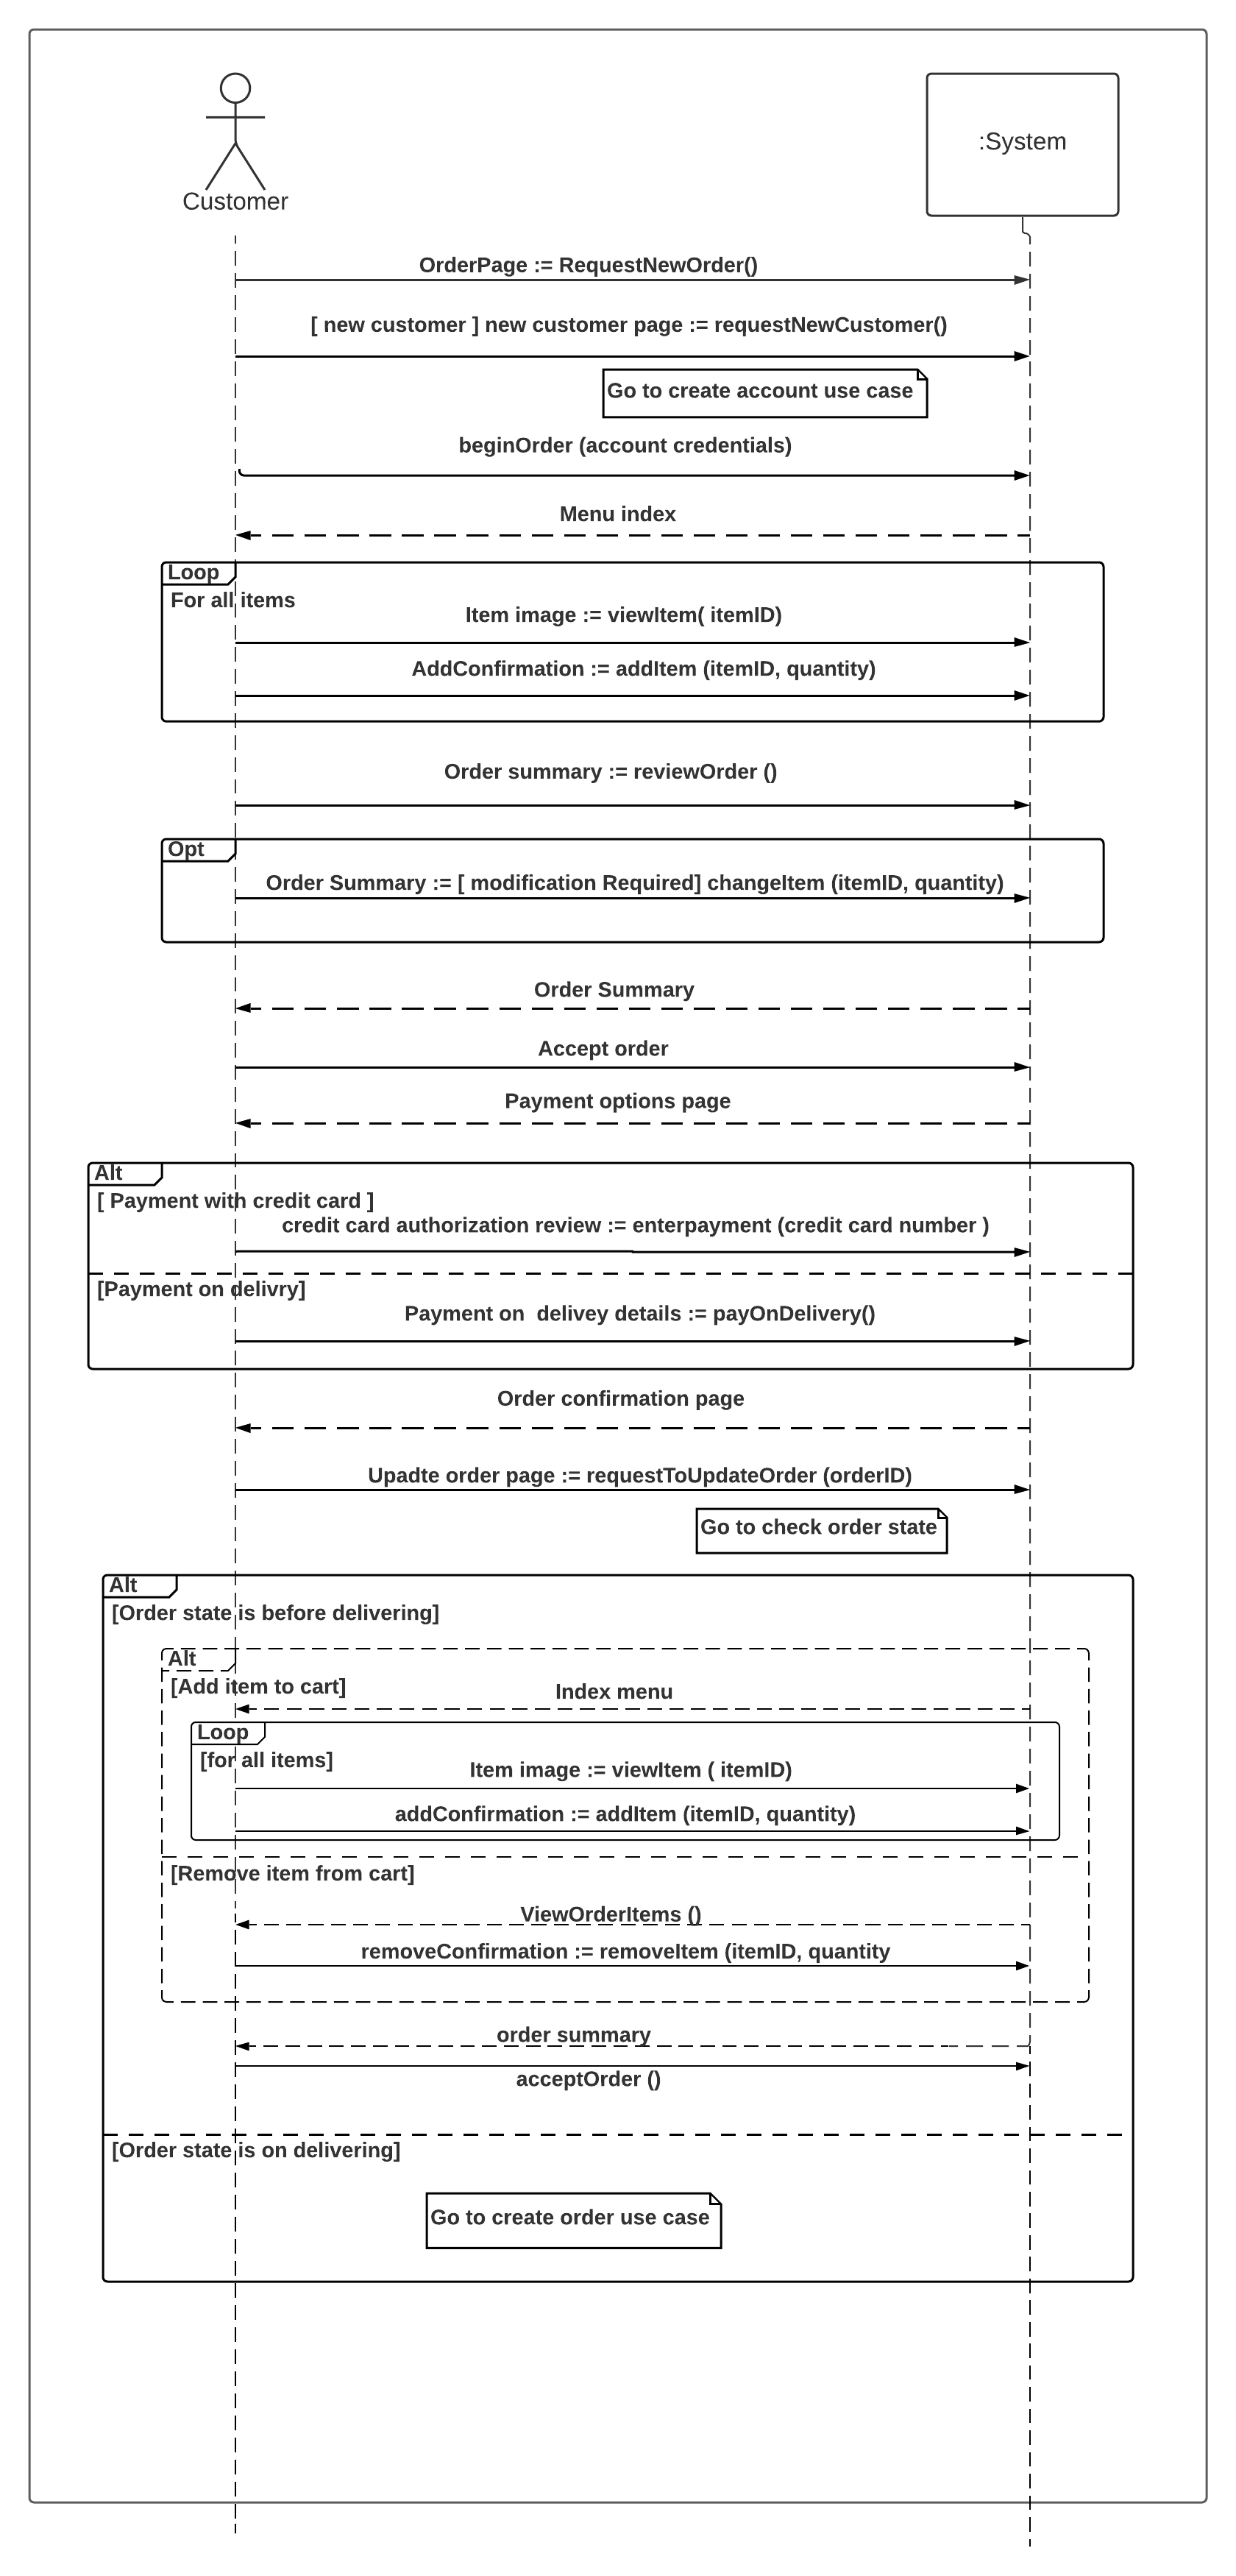 Customer
:System
OrderPage := RequestNewOrder()
[ new customer ] new customer page := requestNewCustomer()
Go to create account use case
beginOrder (account credentials)
Menu index
Loop
For all items
Item image := viewItem( itemID)
AddConfirmation := addItem (itemID, quantity)
Order summary := reviewOrder ()
Opt
Order Summary := [ modification Required] changeItem (itemID, quantity)
Order Summary
Accept order
Payment options page
Alt
[ Payment with credit card ]
credit card authorization review := enterpayment (credit card number )
[Payment on delivry]
Payment on  delivey details := payOnDelivery()
Order confirmation page
Upadte order page := requestToUpdateOrder (orderID)
Go to check order state
Alt
[Order state is before delivering]
Alt
[Add item to cart]
Index menu
Loop
[for all items]
Item image := viewItem ( itemID)
addConfirmation := addItem (itemID, quantity)
[Remove item from cart]
ViewOrderItems ()
removeConfirmation := removeItem (itemID, quantity
order summary
acceptOrder ()
[Order state is on delivering]
Go to create order use case